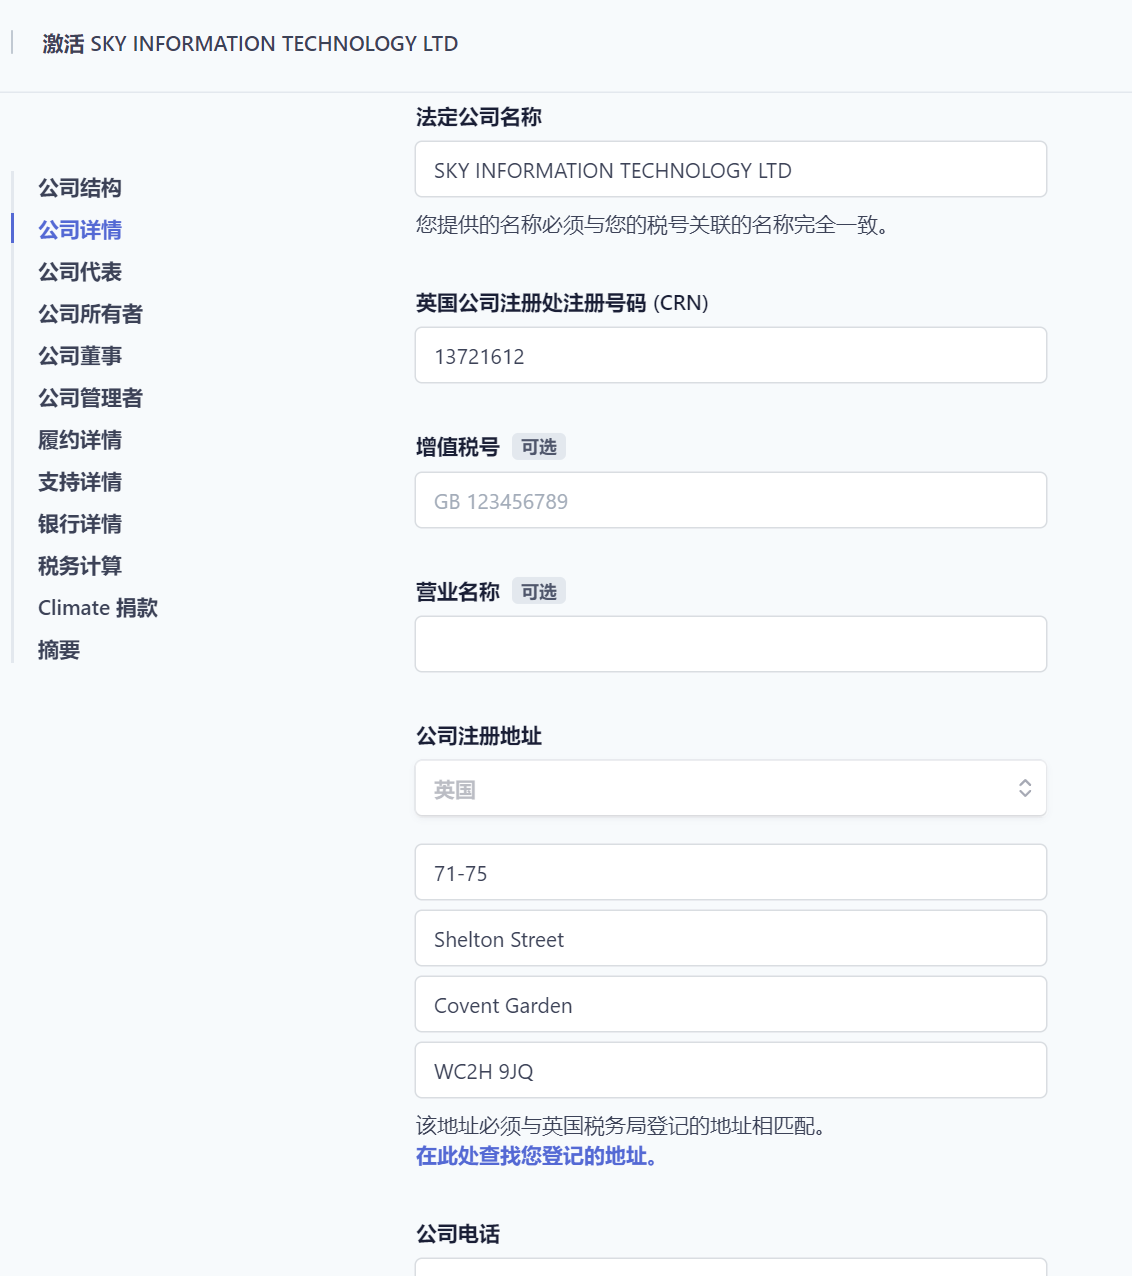 激活 SKY INFORMATION TECHNOLOGY LTD
公司结构
公司详情
公司代表
公司所有者
公司董事
公司管理者
履约详情
支持详情
银行详情
税务计算
Climate 捐款
摘要
法定公司名称
SKY INFORMATION TECHNOLOGY LTD
您提供的名称必须与您的税号关联的名称完全一致。
英国公司注册处注册号码 (CRN)
13721612
增值税号 可选
GB 123456789
营业名称 可选
公司注册地址
英国
71-75
Shelton Street
Covent Garden
WC2H 9JQ
该地址必须与英国税务局登记的地址相匹配。
在此处查找您登记的地址。
公司电话